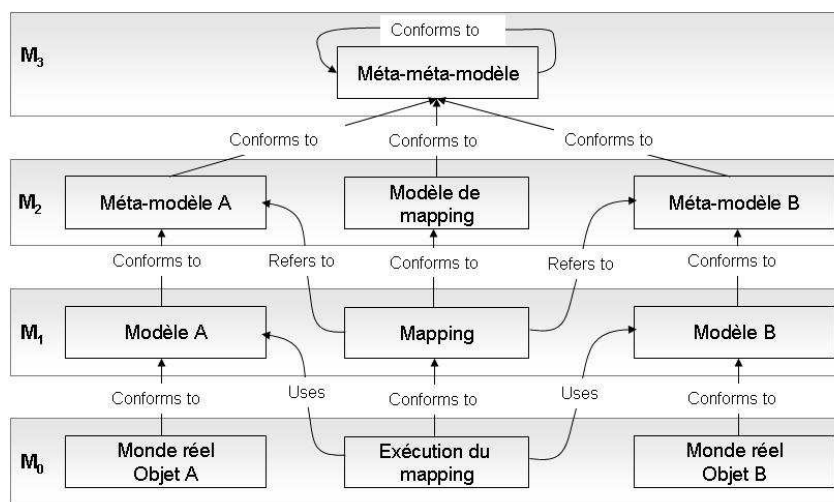 Conforms to
M3
Méta-méta-modèle
Conforms to
Conforms to
Conforms to
M2
Méta-modèle A
Modèle de
mapping
Méta-modèle B
Conforms to
Refers to
Conforms to
Refers to
Conforms to
M1
Modèle A
Mapping
Modèle B
Conforms to
Uses
Conforms to
Uses
Conforms to
M0
Monde réel
Objet A
Exécution du
mapping
Monde réel
Objet B